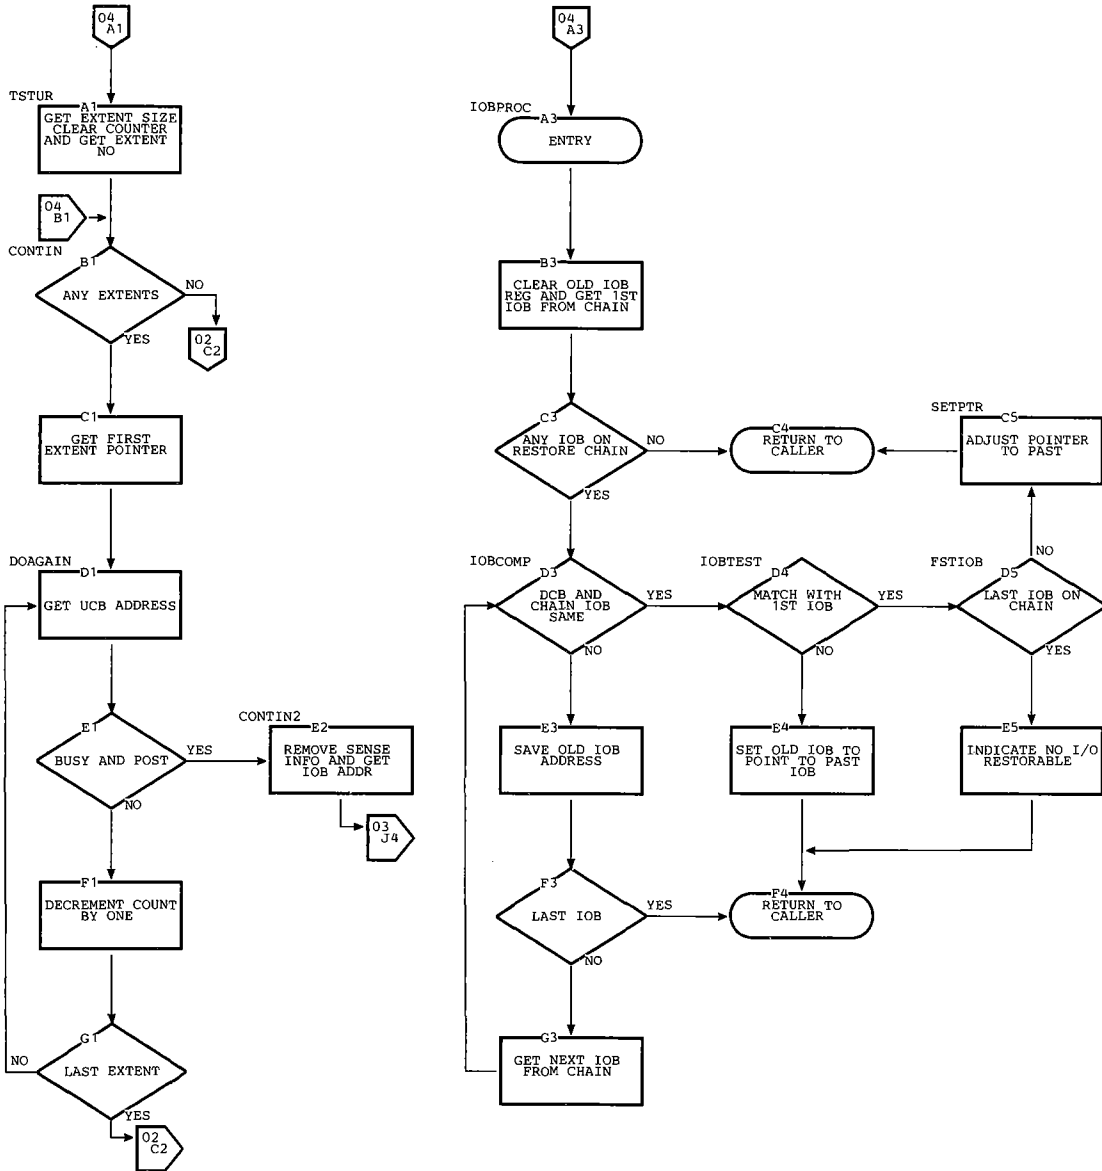 04
A1
TSTUR
A1
GET EXTENT SIZE
CLEAR COUNTER
AND GET EXTENT
NO
04
B1
CONTIN
B1
ANY EXTENTS
NO
YES
02
C2
C1
GET FIRST
EXTENT POINTER
DOAGAIN
D1
GET UCB ADDRESS
E1
BUSY AND POST
YES
NO
CONTIN2
E2
REMOVE SENSE
INFO AND GET
IOB ADDR
03
J4
F1
DECREMENT COUNT
BY ONE
G1
LAST EXTENT
NO
YES
02
C2
04
A3
IOBPROC
A3
ENTRY
B3
CLEAR OLD IOB
REG AND GET 1ST
IOB FROM CHAIN
C3
ANY IOB ON
RESTORE CHAIN
NO
YES
C4
RETURN TO
CALLER
SETPTR
C5
ADJUST POINTER
TO PAST
IOBCOMP
D3
DCB AND
CHAIN IOB
SAME
YES
NO
IOBTEST
D4
MATCH WITH
1ST IOB
YES
NO
FSTIOB
D5
LAST IOB ON
CHAIN
NO
YES
E3
SAVE OLD IOB
ADDRESS
E4
SET OLD IOB TO
POINT TO PAST
IOB
E5
INDICATE NO I/O
RESTORABLE
F3
LAST IOB
YES
NO
F4
RETURN TO
CALLER
G3
GET NEXT IOB
FROM CHAIN